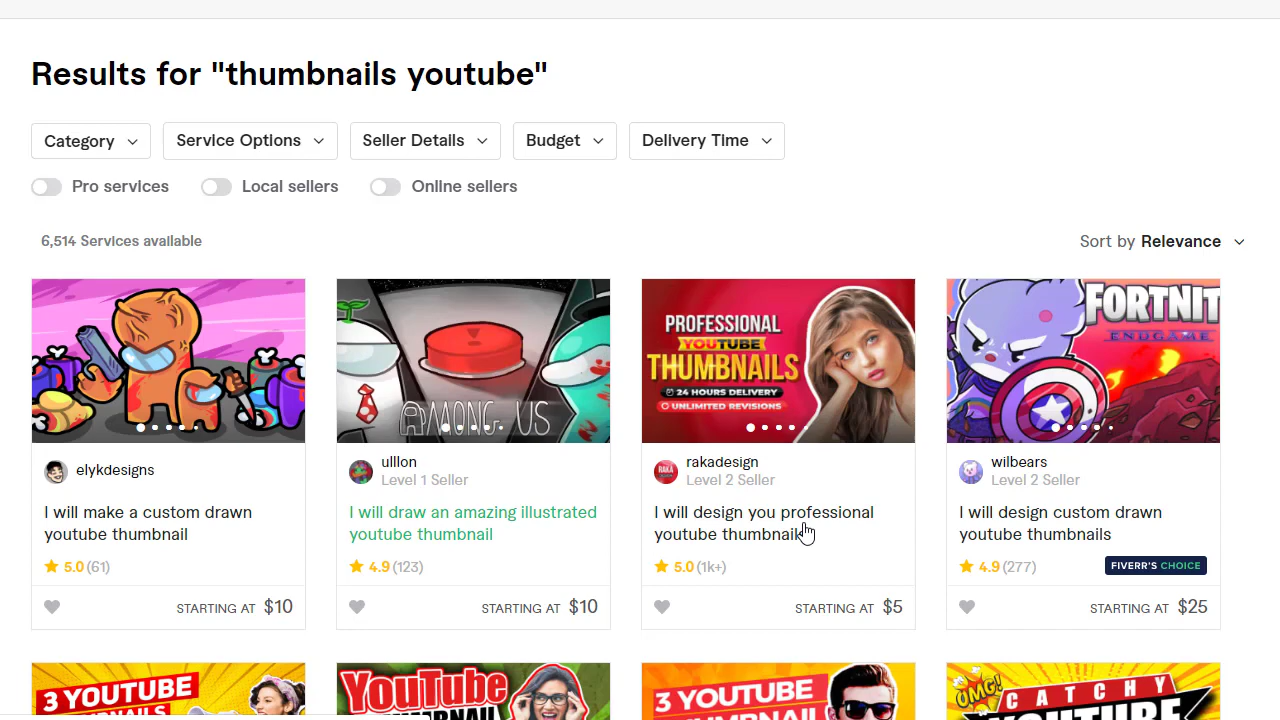 Results for "thumbnails youtube"
Category
Service Options
Seller Details
Budget
Delivery Time
Pro services
Local sellers
Online sellers
6,514 Services available
Sort by Relevance
AMONG US
PROFESSIONAL
YOUTUBE
THUMBNAILS
24 HOURS DELIVERY
UNLIMITED REVISIONS
FORTNIT
ENDGAME
elykdesigns
ulllon
Level 1 Seller
RAKA
rakadesign
Level 2 Seller
wilbears
Level 2 Seller
I will make a custom drawn
youtube thumbnail
I will draw an amazing illustrated
youtube thumbnail
I will design you professional
youtube thumbnail
I will design custom drawn
youtube thumbnails
5.0 (61)
4.9 (123)
5.0 (1k+)
4.9 (277)
FIVERR'S CHOICE
STARTING AT $10
STARTING AT $10
STARTING AT $5
STARTING AT $25
3 YOUTUBE
YouTube
3 YOUTUBE
OMG!
CATCHY
YOUTUBE